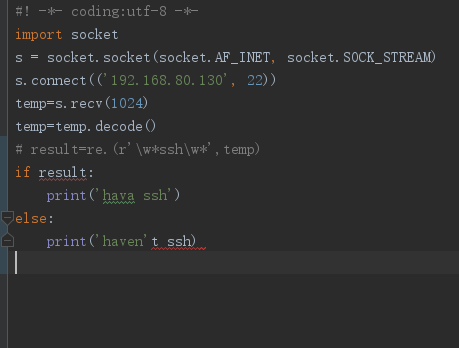 #! -*- coding:utf-8 -*-
import socket
s = socket.socket(socket.AF_INET, socket.SOCK_STREAM)
s.connect(('192.168.80.130', 22))
temp=s.recv(1024)
temp=temp.decode()
# result=re.(r'\w*ssh\w*',temp)
if result:
    print('hava ssh')
else:
    print('haven't ssh)